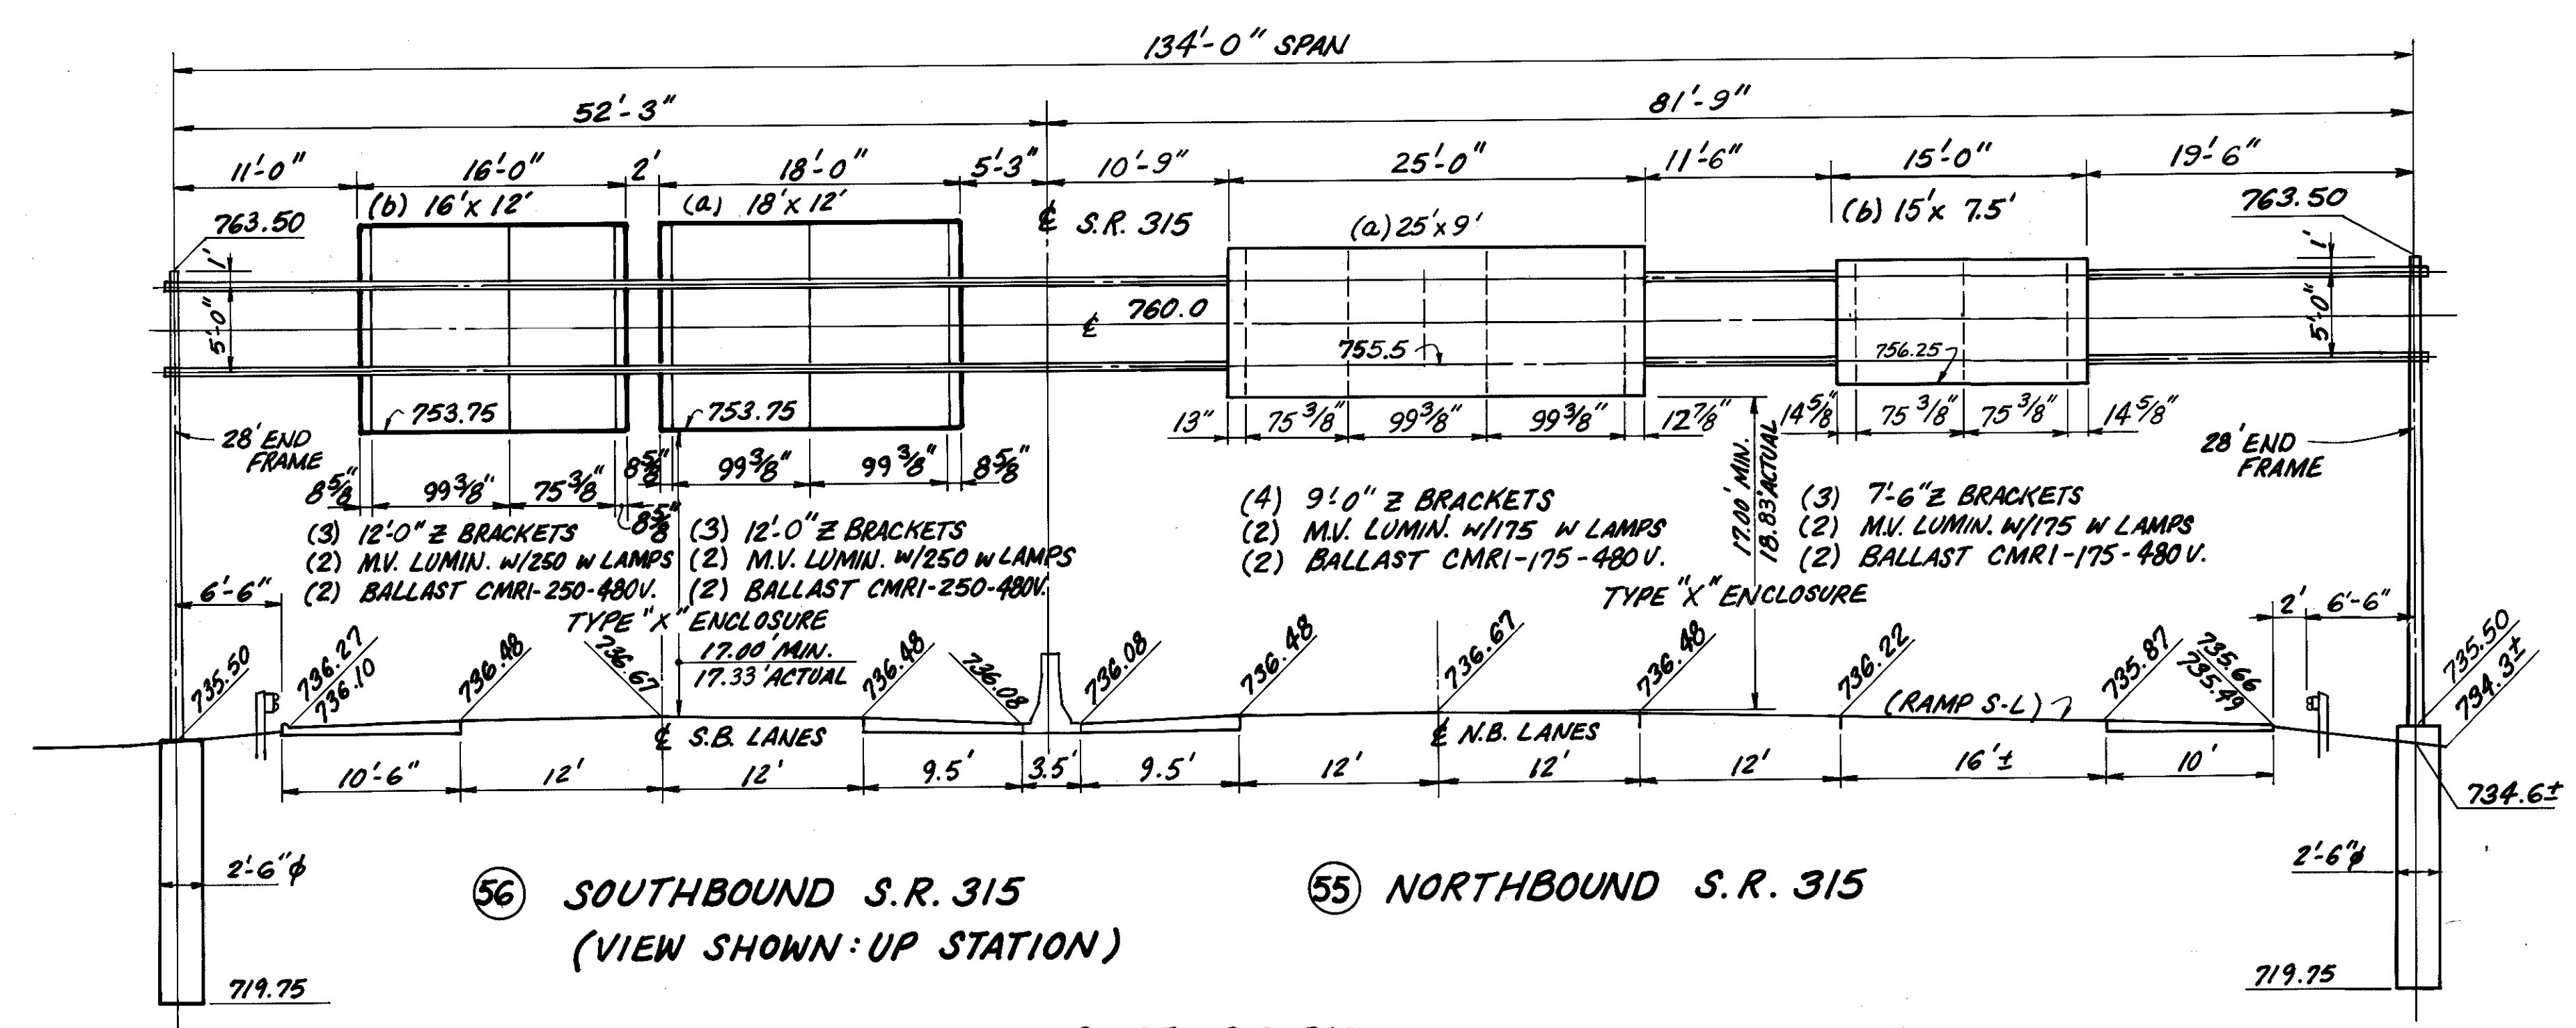 134'-0" SPAN
52'-3" 81'-9"
11'-0" 16'-0" 2' 18'-0" 5'-3" 10'-9" 25'-0" 11'-6" 15'-0" 19'-6"
(b) 16'x 12' (a) 18'x 12' ℄ S.R. 315 (a) 25'x 9' (b) 15'x 7.5'
763.50 763.50
1' 1'
5'-0" ℄ 760.0 5'-0"
755.5 756.25
753.75 753.75
28' END FRAME
28' END FRAME
13" 75 3/8" 99 3/8" 99 3/8" 12 7/8" 14 5/8" 75 3/8" 75 3/8" 14 5/8"
8 5/8" 99 3/8" 75 3/8" 8 5/8"
8 5/8" 99 3/8" 99 3/8" 8 5/8"
17.00' MIN.
18.83' ACTUAL
(3) 12'-0" Z BRACKETS
(2) M.V. LUMIN. W/250 W LAMPS
(2) BALLAST CMRI-250-480V.
(3) 12'-0" Z BRACKETS
(2) M.V. LUMIN. W/250 W LAMPS
(2) BALLAST CMRI-250-480V.
TYPE "X" ENCLOSURE
17.00' MIN.
17.33' ACTUAL
(4) 9'-0" Z BRACKETS
(2) M.V. LUMIN. W/175 W LAMPS
(2) BALLAST CMRI-175-480V.
(3) 7'-6" Z BRACKETS
(2) M.V. LUMIN. W/175 W LAMPS
(2) BALLAST CMRI-175-480V.
TYPE "X" ENCLOSURE
6'-6" 2' 6'-6"
735.50 736.27 736.10 736.48 736.67 736.48 736.08 736.08 736.48 736.67 736.48 736.22 735.87 735.66 735.49 735.50 734.3±
℄ S.B. LANES ℄ N.B. LANES (RAMP S-L)
10'-6" 12' 12' 9.5' 3.5' 9.5' 12' 12' 12' 16'± 10'
734.6±
2'-6"ϕ 2'-6"ϕ
56 SOUTHBOUND S.R. 315
(VIEW SHOWN: UP STATION)
55 NORTHBOUND S.R. 315
719.75 719.75